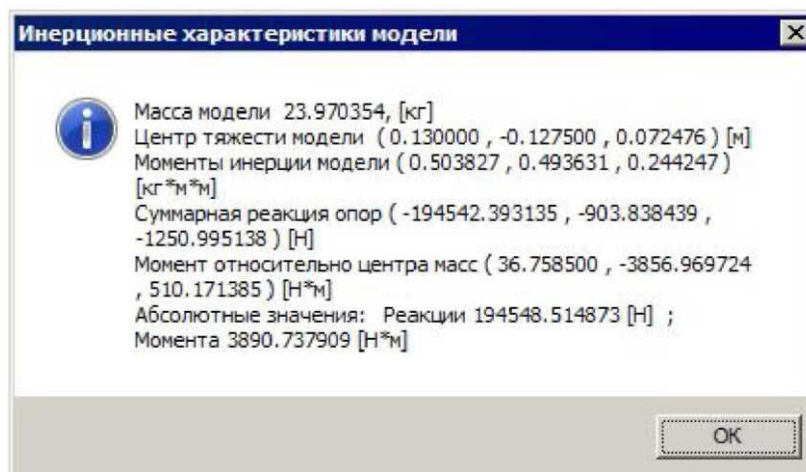 Инерционные характеристики модели
Масса модели 23.970354, [кг]
Центр тяжести модели ( 0.130000 , -0.127500 , 0.072476 ) [м]
Моменты инерции модели ( 0.503827 , 0.493631 , 0.244247 )
[кг*м*м]
Суммарная реакция опор ( -194542.393135 , -903.838439 ,
-1250.995138 ) [Н]
Момент относительно центра масс ( 36.758500 , -3856.969724
, 510.171385 ) [Н*м]
Абсолютные значения: Реакции 194548.514873 [Н] ;
Момента 3890.737909 [Н*м]
OK